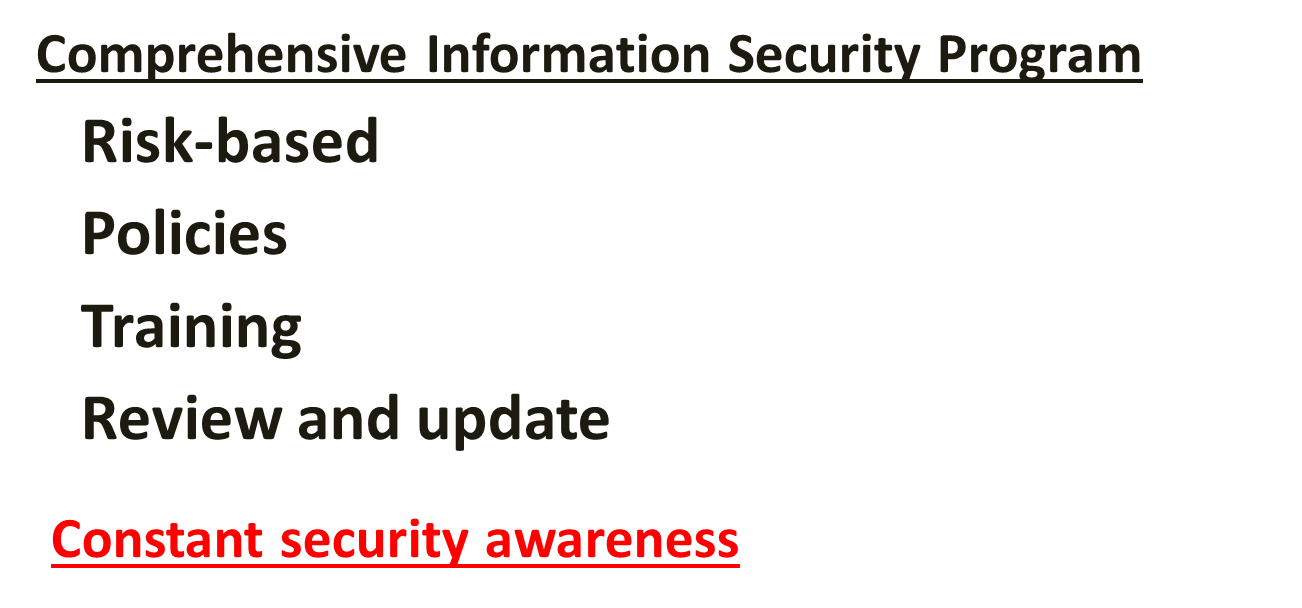 Comprehensive Information Security Program
Risk-based
Policies
Training
Review and update
Constant security awareness